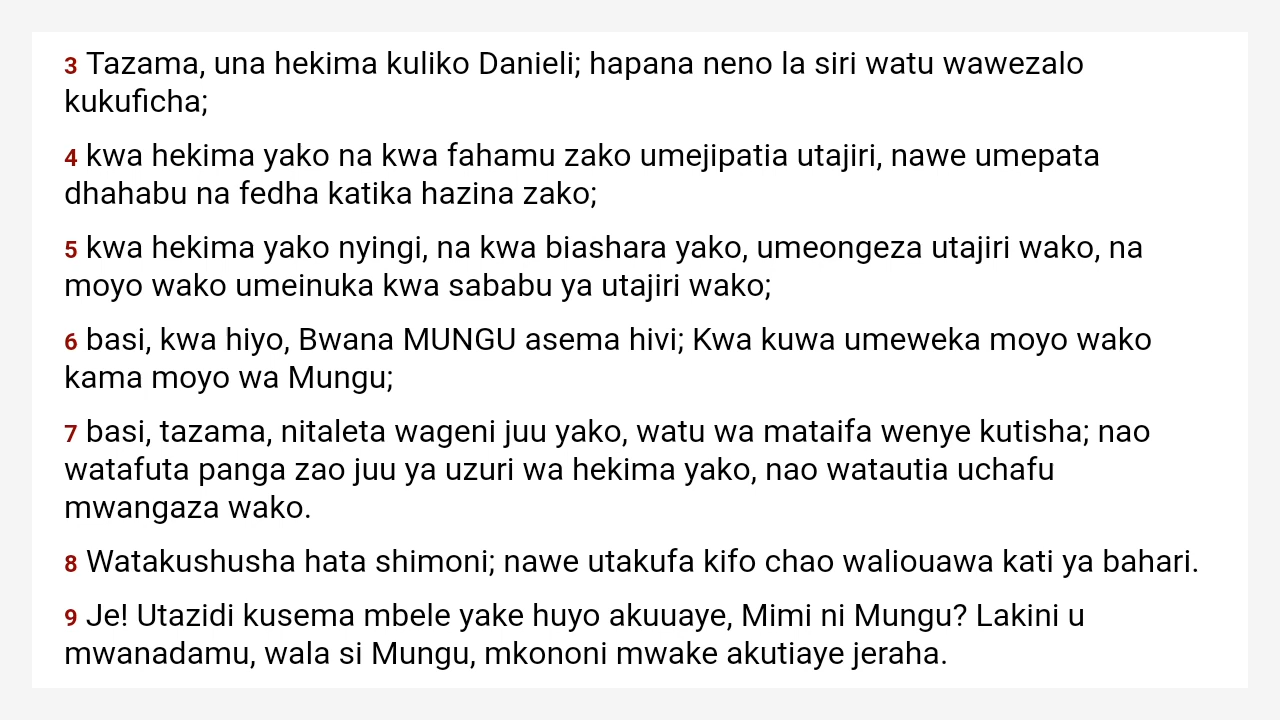 3 Tazama, una hekima kuliko Danieli; hapana neno la siri watu wawezalo
kukuficha;
4 kwa hekima yako na kwa fahamu zako umejipatia utajiri, nawe umepata
dhahabu na fedha katika hazina zako;
5 kwa hekima yako nyingi, na kwa biashara yako, umeongeza utajiri wako, na
moyo wako umeinuka kwa sababu ya utajiri wako;
6 basi, kwa hiyo, Bwana MUNGU asema hivi; Kwa kuwa umeweka moyo wako
kama moyo wa Mungu;
7 basi, tazama, nitaleta wageni juu yako, watu wa mataifa wenye kutisha; nao
watafuta panga zao juu ya uzuri wa hekima yako, nao watautia uchafu
mwangaza wako.
8 Watakushusha hata shimoni; nawe utakufa kifo chao waliouawa kati ya bahari.
9 Je! Utazidi kusema mbele yake huyo akuuaye, Mimi ni Mungu? Lakini u
mwanadamu, wala si Mungu, mkononi mwake akutiaye jeraha.